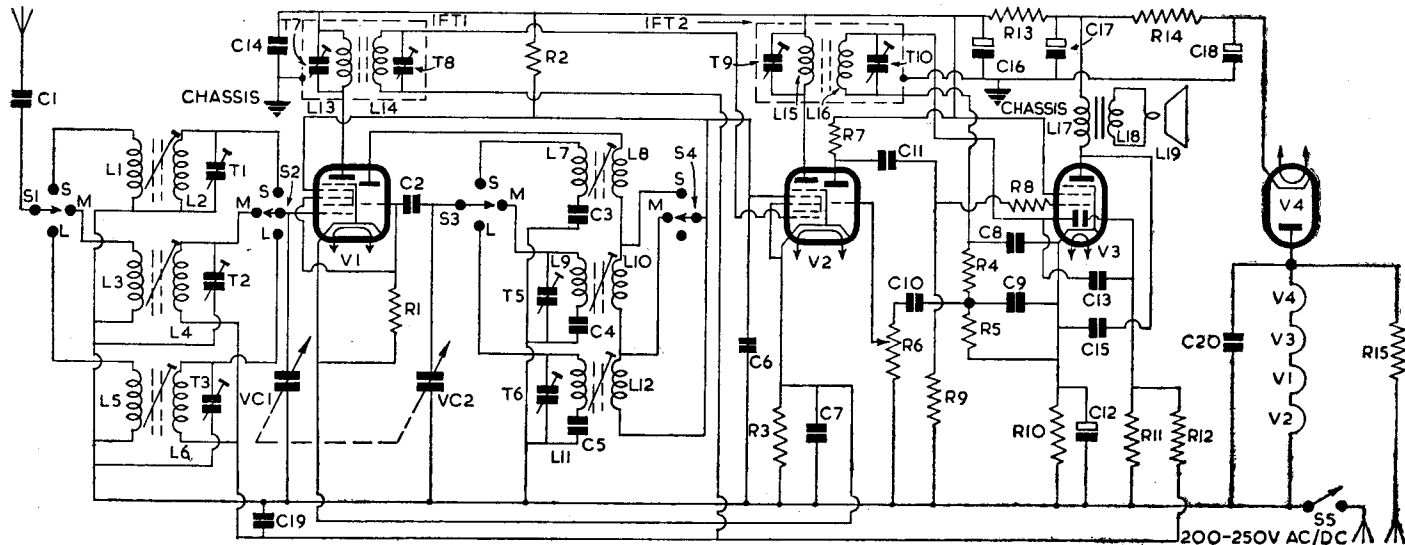 T7
IFT1
IFT2
R13
C17
R14
C14
T8
R2
T9
T10
C16
C18
C1
CHASSIS
L13
L14
L15
L16
CHASSIS
L17
L18
L19
R7
C11
L1
L2
T1
S
S2
L7
L8
S4
S1
S
M
L
M
L
C2
S3
S
M
L
C3
S
M
R8
V4
V1
V2
C8
V3
L3
L4
T2
R1
L9
L10
T5
C4
R4
C10
C9
C13
C6
R6
R5
C15
C20
V4
V3
V1
V2
R15
L5
L6
T3
VC1
VC2
T6
L12
C5
L11
R3
C7
R9
R10
C12
R11
R12
C19
S5
200-250V AC/DC